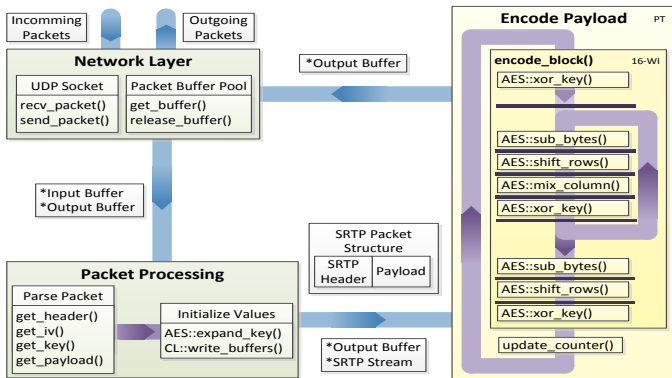 Incomming
Packets
Outgoing
Packets
Network Layer
UDP Socket
recv_packet()
send_packet()
Packet Buffer Pool
get_buffer()
release_buffer()
*Output Buffer
*Input Buffer
*Output Buffer
Packet Processing
Parse Packet
get_header()
get_iv()
get_key()
get_payload()
Initialize Values
AES::expand_key()
CL::write_buffers()
SRTP Packet
Structure
SRTP
Header
Payload
*Output Buffer
*SRTP Stream
Encode Payload
PT
encode_block()
16-WI
AES::xor_key()
AES::sub_bytes()
AES::shift_rows()
AES::mix_column()
AES::xor_key()
AES::sub_bytes()
AES::shift_rows()
AES::xor_key()
update_counter()